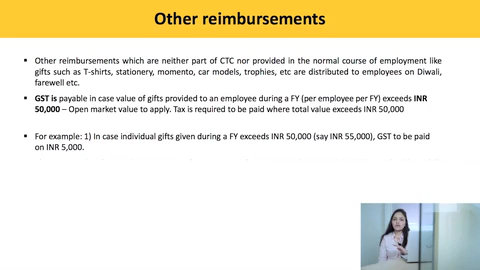 Other reimbursements
▪ Other reimbursements which are neither part of CTC nor provided in the normal course of employment like
gifts such as T-shirts, stationery, momento, car models, trophies, etc are distributed to employees on Diwali,
farewell etc.
▪ GST is payable in case value of gifts provided to an employee during a FY (per employee per FY) exceeds INR
50,000 – Open market value to apply. Tax is required to be paid where total value exceeds INR 50,000
▪ For example: 1) In case individual gifts given during a FY exceeds INR 50,000 (say INR 55,000), GST to be paid
on INR 5,000.